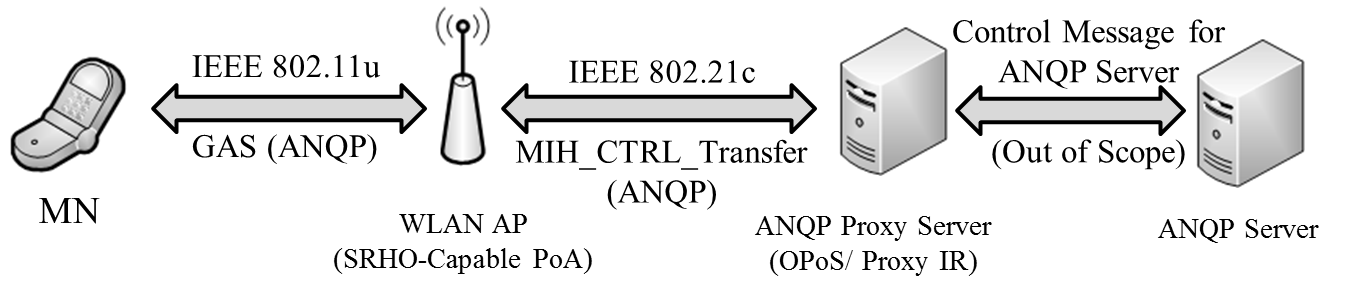 IEEE 802.11u
GAS (ANQP)
MN
IEEE 802.21c
MIH_CTRL_Transfer
(ANQP)
WLAN AP
(SRHO-Capable PoA)
ANQP Proxy Server
(OPoS/ Proxy IR)
Control Message for
ANQP Server
(Out of Scope)
ANQP Server